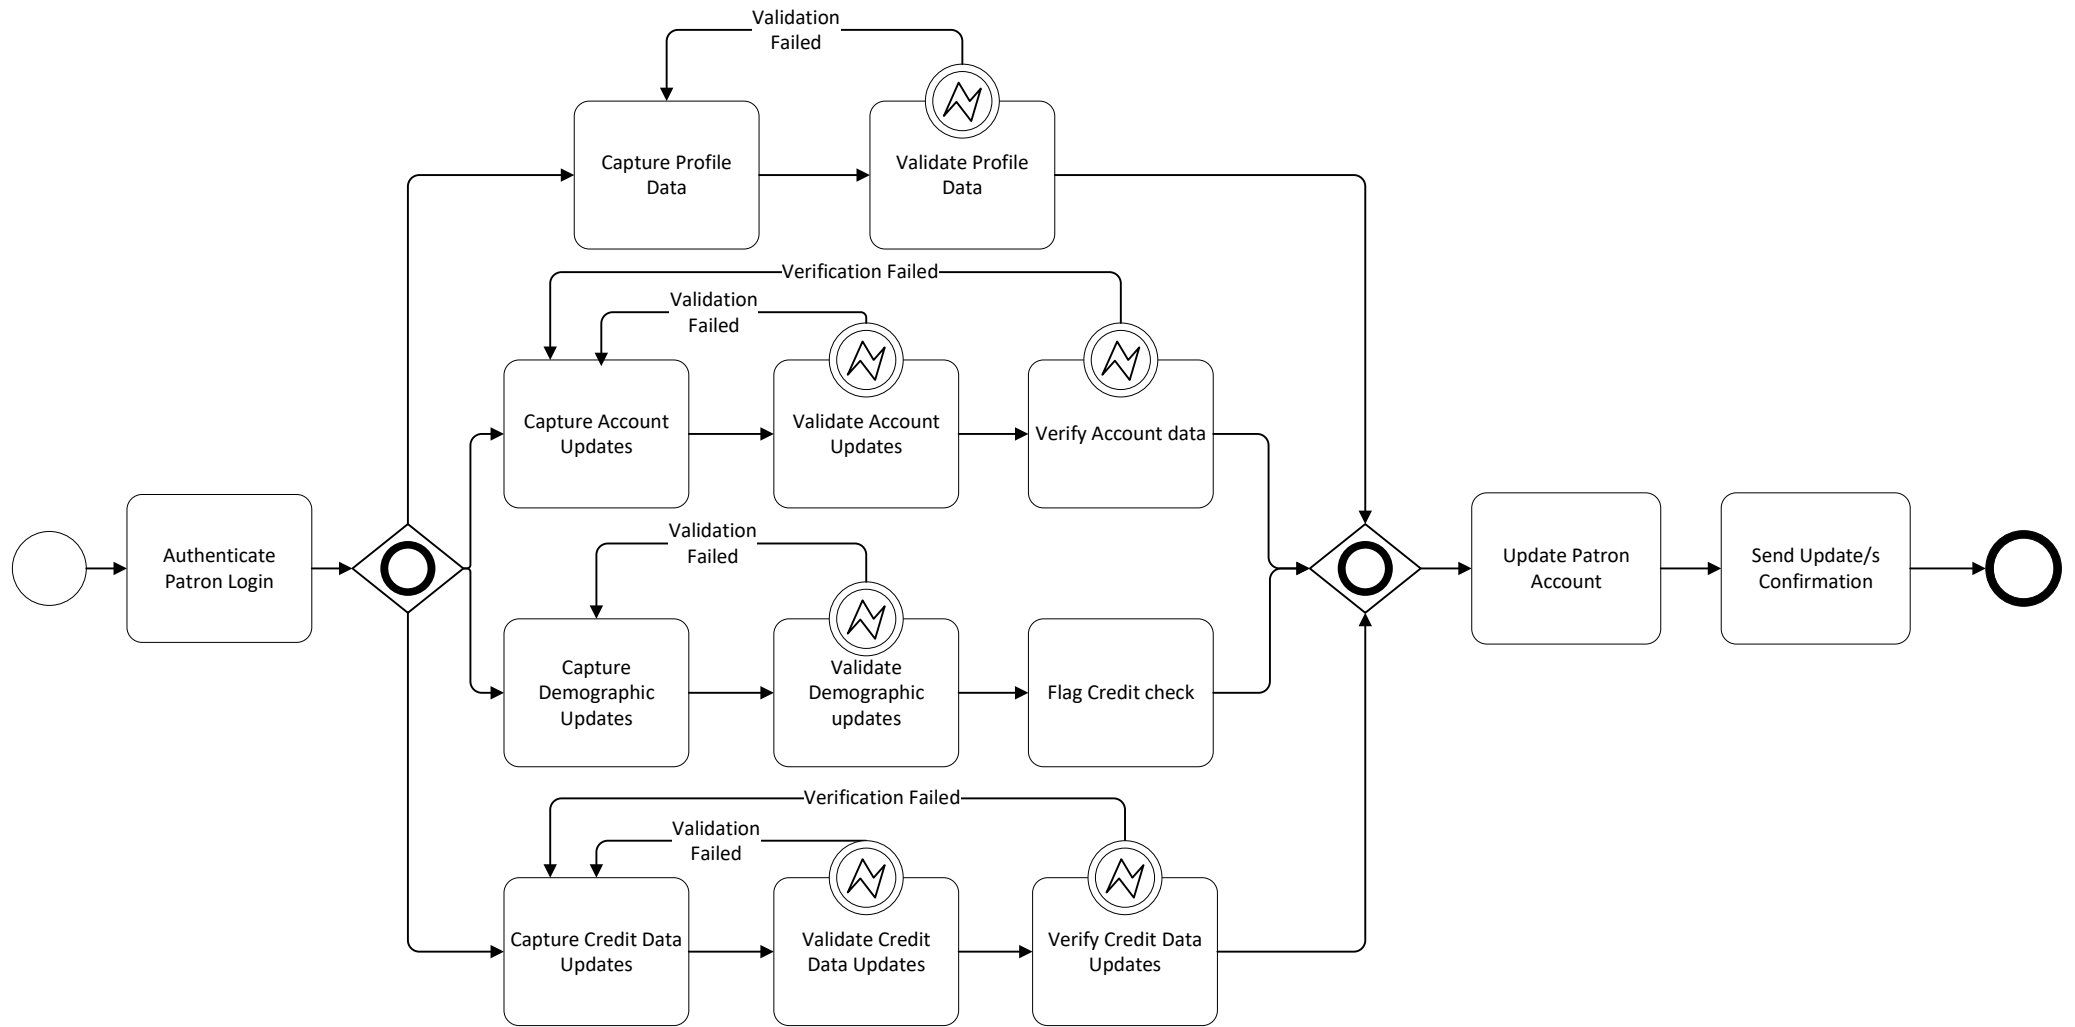 Validation
Failed
Capture Profile
Data
Validate Profile
Data
Verification Failed
Validation
Failed
Capture Account
Updates
Validate Account
Updates
Verify Account data
Authenticate
Patron Login
Validation
Failed
Update Patron
Account
Send Update/s
Confirmation
Capture
Demographic
Updates
Validate
Demographic
updates
Flag Credit check
Verification Failed
Validation
Failed
Capture Credit Data
Updates
Validate Credit
Data Updates
Verify Credit Data
Updates